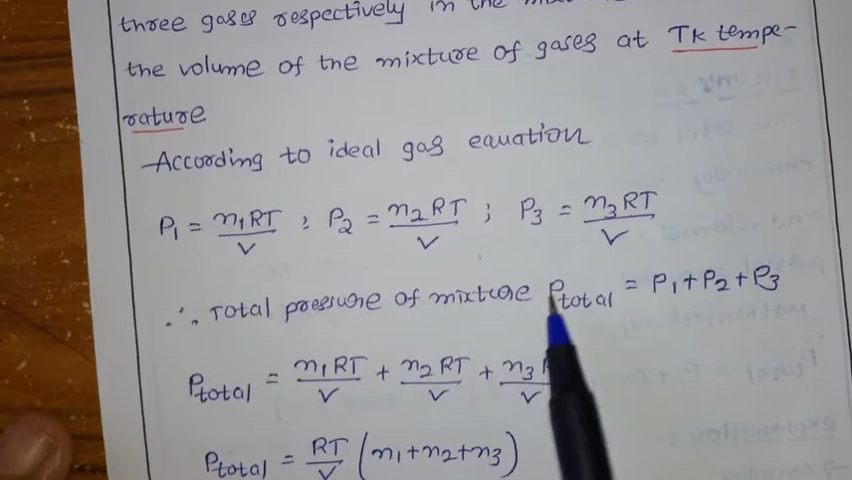 three gases respectively in the
the volume of the mixture of gases at TK tempe-
rature
According to ideal gas equation
P₁ = n₁RT/V ; P₂ = n₂RT/V ; P₃ = n₃RT/V
∴ Total pressure of mixture Ptotal = P₁+P₂+P₃
Ptotal = n₁RT/V + n₂RT/V + n₃R/V
Ptotal = RT/V (n₁+n₂+n₃)